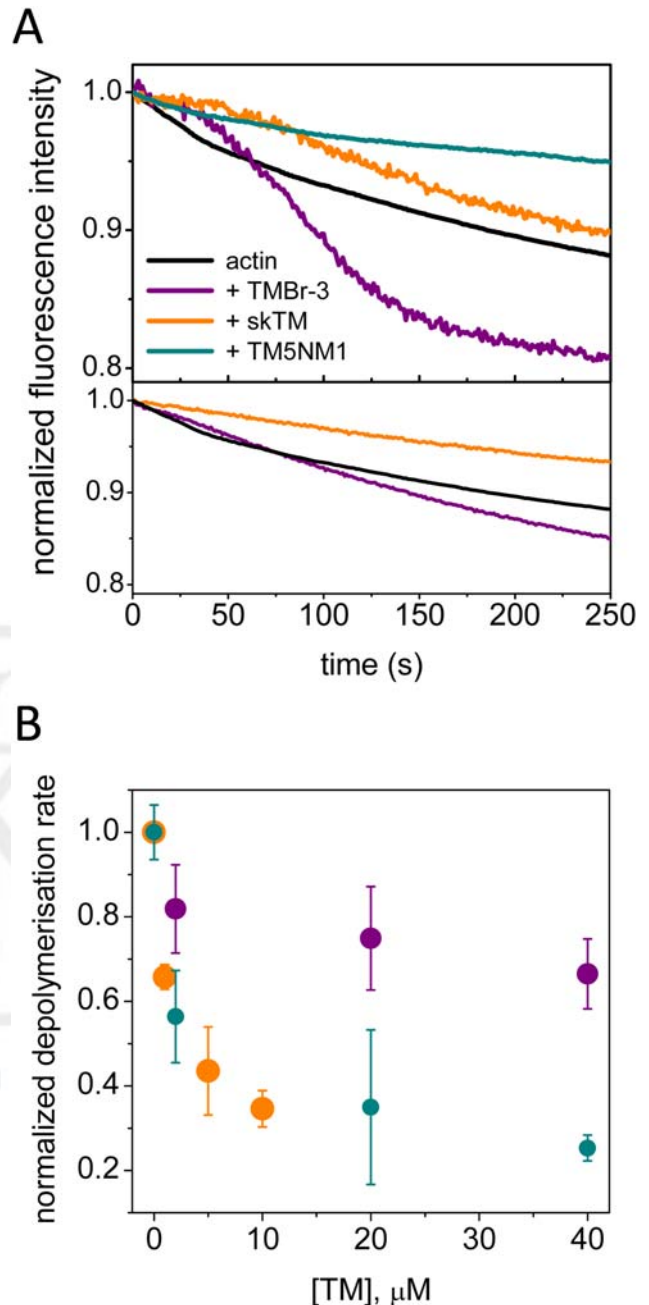 A
normalized fluorescence intensity
1.0
0.9
0.8
actin
+ TMBr-3
+ skTM
+ TM5NM1
1.0
0.9
0.8
0 50 100 150 200 250
time (s)
B
normalized depolymerisation rate
1.0
0.8
0.6
0.4
0.2
0 10 20 30 40
[TM], μM